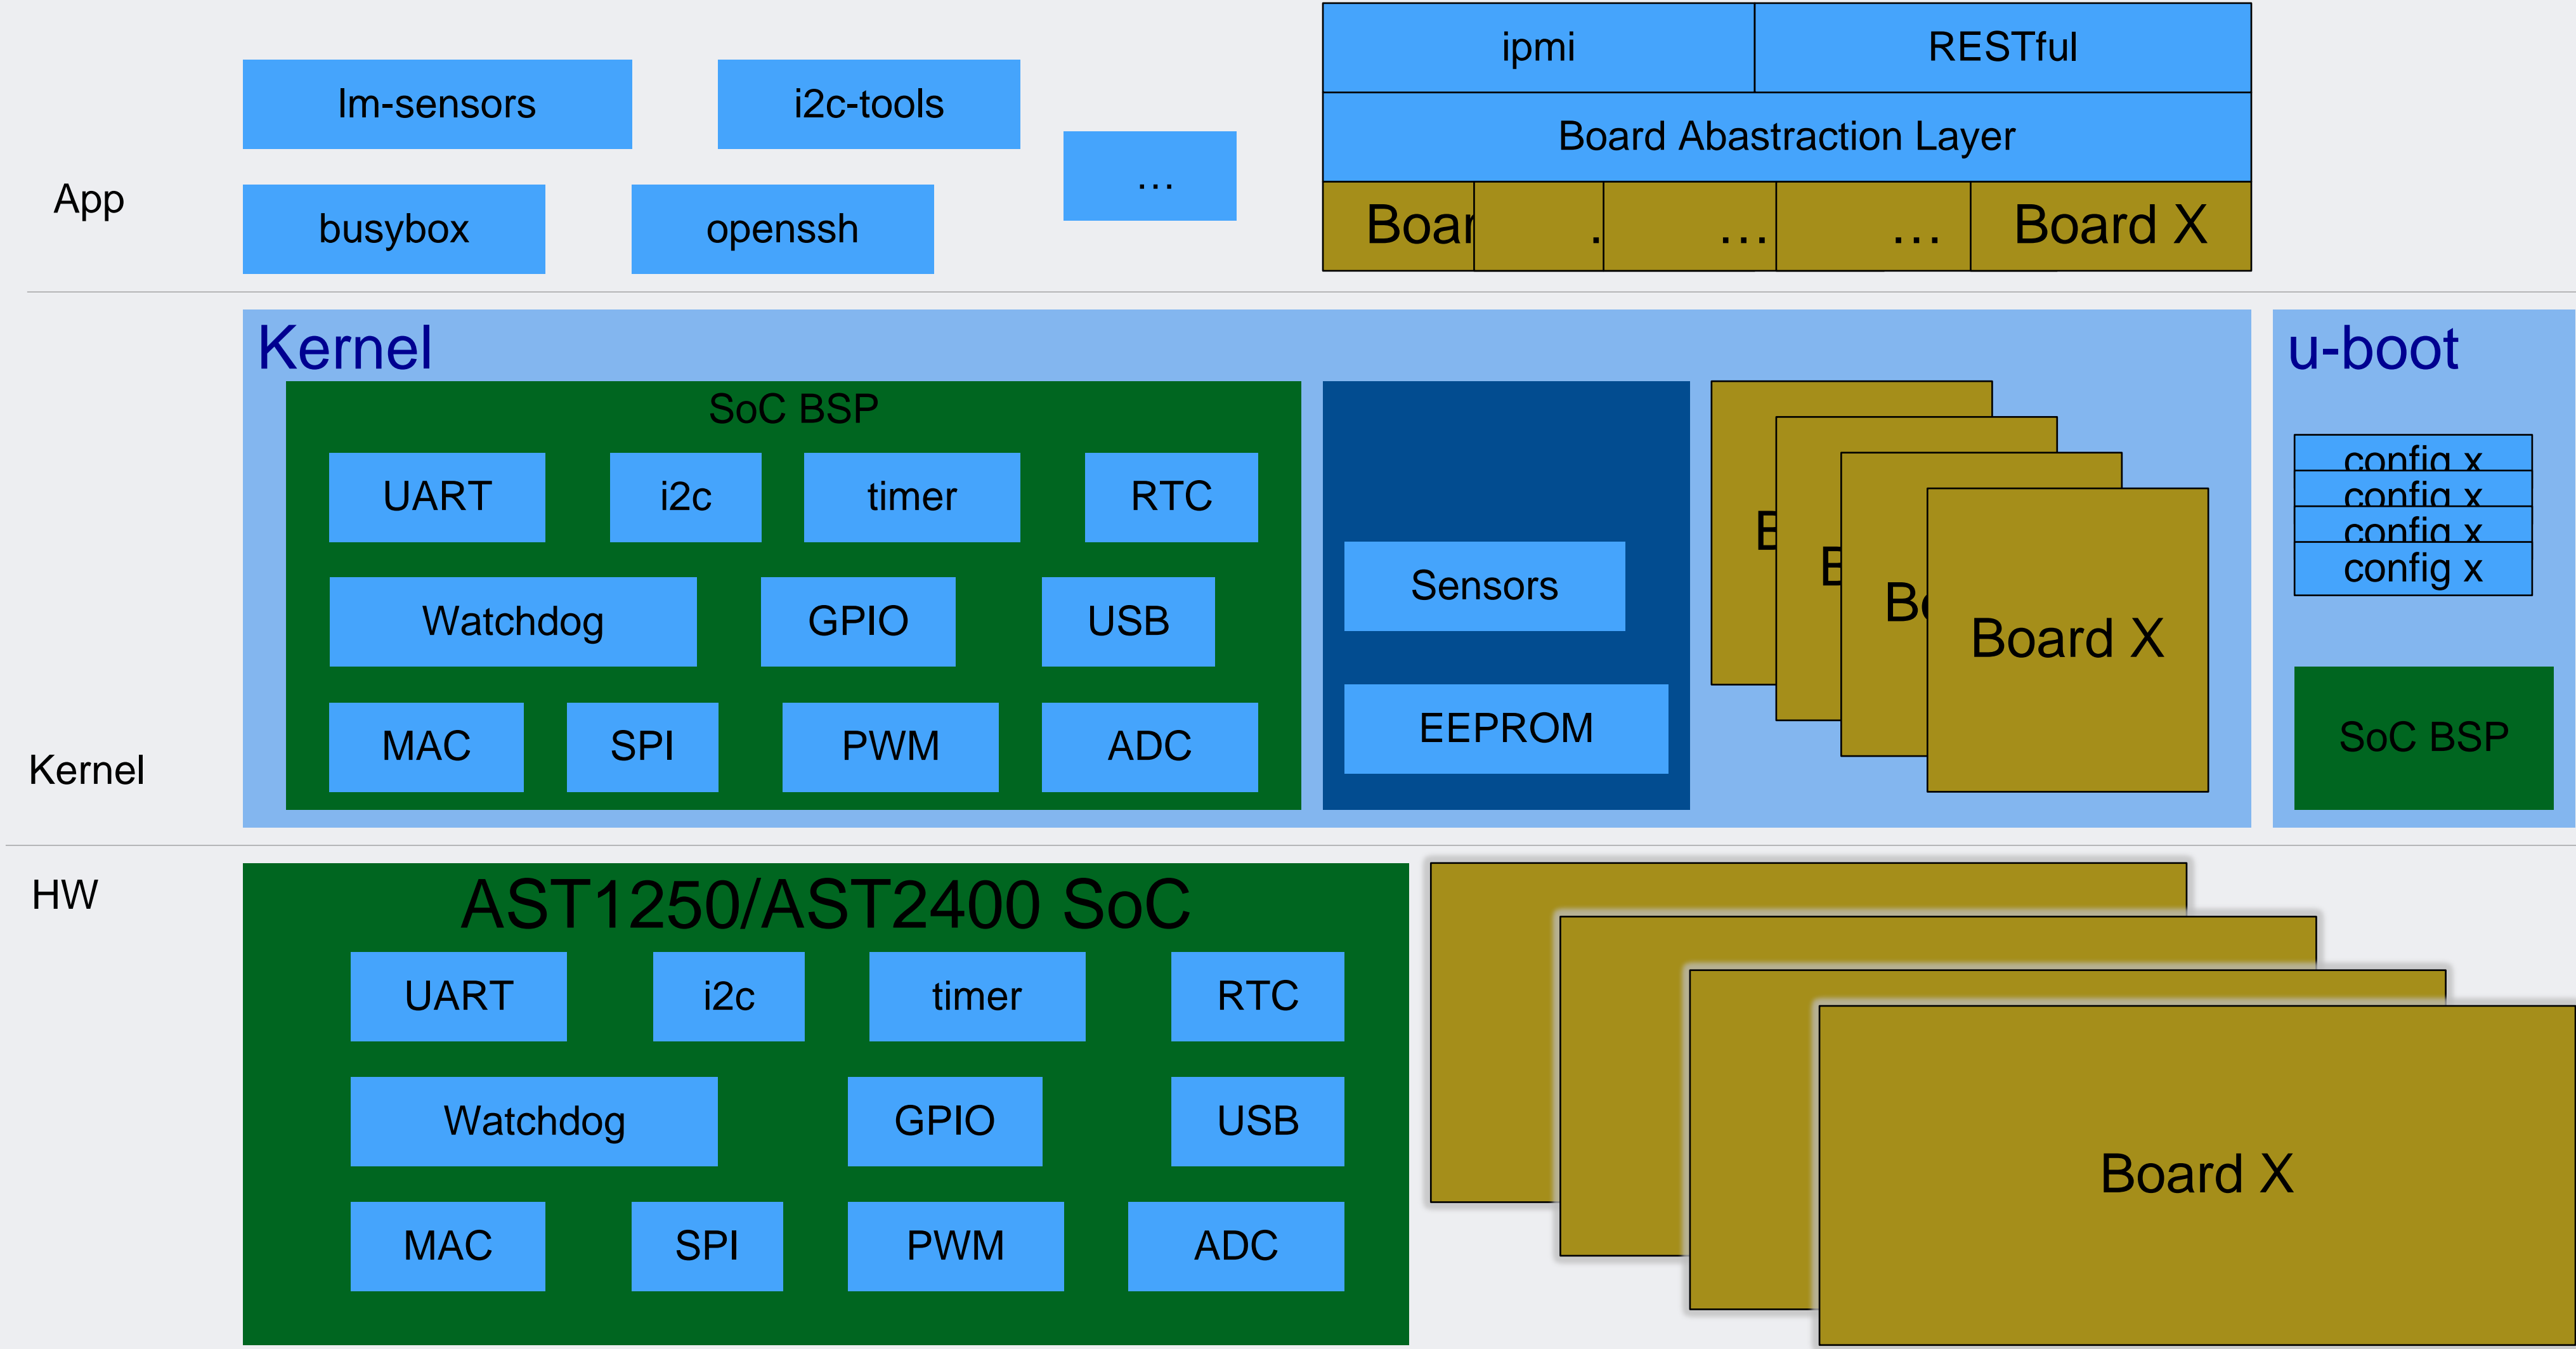 ipmi
RESTful
lm-sensors
i2c-tools
Board Abastraction Layer
…
App
busybox
openssh
…
…
Board X
Kernel
u-boot
SoC BSP
config x
config x
config x
config x
UART
i2c
timer
RTC
Sensors
Watchdog
GPIO
USB
Board X
EEPROM
SoC BSP
MAC
SPI
PWM
ADC
Kernel
HW
AST1250/AST2400 SoC
UART
i2c
timer
RTC
Watchdog
GPIO
USB
Board X
MAC
SPI
PWM
ADC